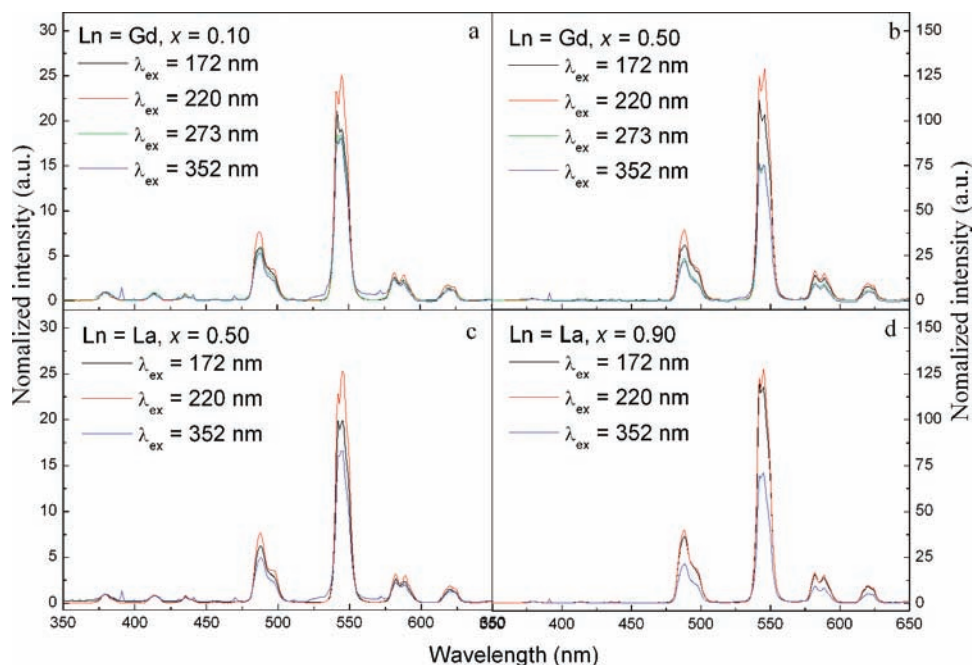 Ln = Gd, x = 0.10
a
λex = 172 nm
λex = 220 nm
λex = 273 nm
λex = 352 nm
Ln = Gd, x = 0.50
b
λex = 172 nm
λex = 220 nm
λex = 273 nm
λex = 352 nm
30
25
20
15
10
5
0
150
125
100
75
50
25
0
Ln = La, x = 0.50
c
λex = 172 nm
λex = 220 nm
λex = 352 nm
Ln = La, x = 0.90
d
λex = 172 nm
λex = 220 nm
λex = 352 nm
30
25
20
15
10
5
0
150
125
100
75
50
25
0
350 400 450 500 550 600 400 450 500 550 600 650
Wavelength (nm)
Nomalized intensity (a.u.)
Nomalized intensity (a.u.)